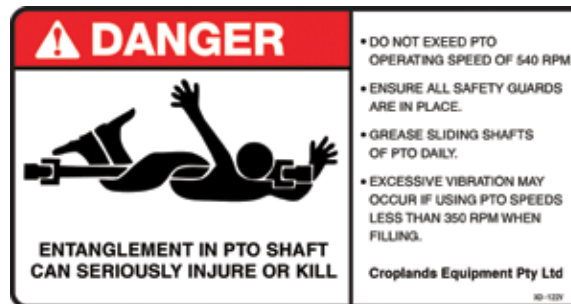 DANGER
ENTANGLEMENT IN PTO SHAFT
CAN SERIOUSLY INJURE OR KILL
• DO NOT EXEED PTO
OPERATING SPEED OF 540 RPM
• ENSURE ALL SAFETY GUARDS
ARE IN PLACE.
• GREASE SLIDING SHAFTS
OF PTO DAILY.
• EXCESSIVE VIBRATION MAY
OCCUR IF USING PTO SPEEDS
LESS THAN 350 RPM WHEN
FILLING.
Croplands Equipment Pty Ltd